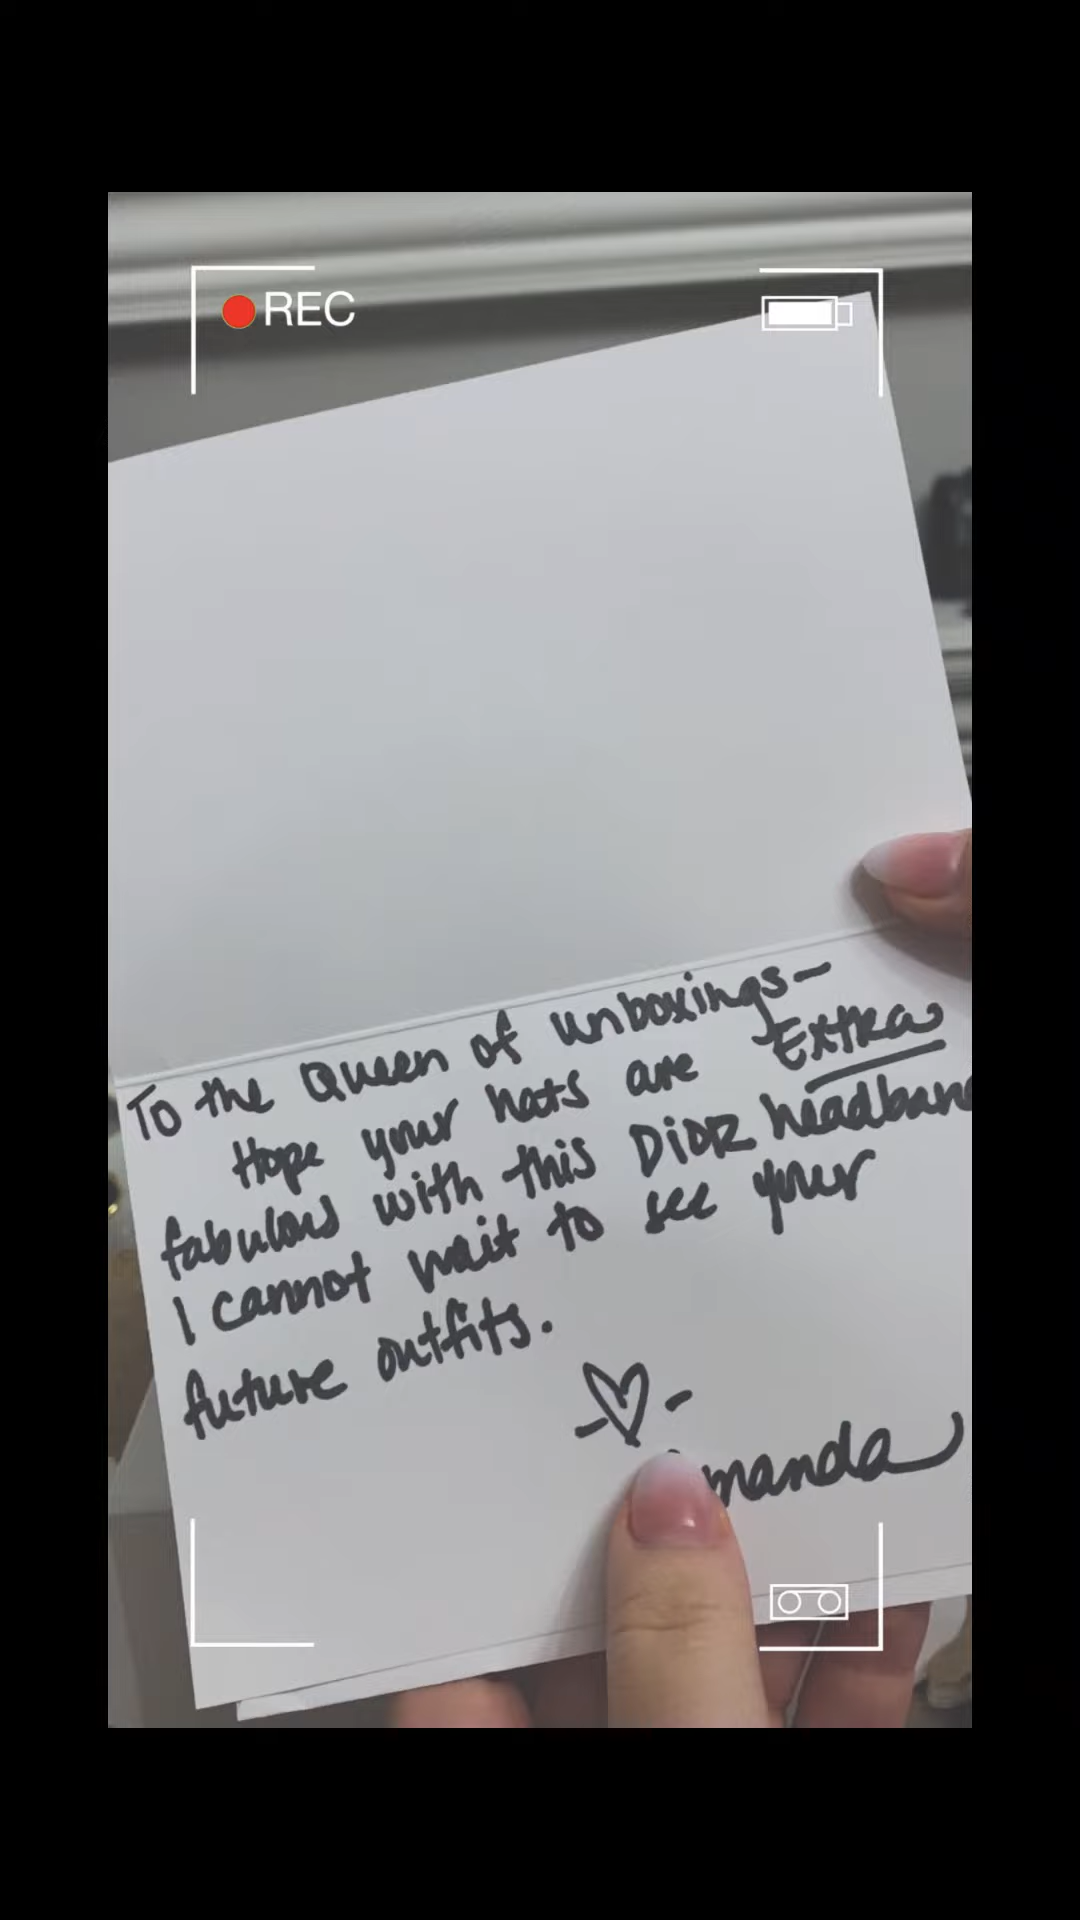 REC
To the Queen of unboxings-
Hope your hats are Extra
fabulous with this DIOR headban
I cannot wait to see your
future outfits.
manda